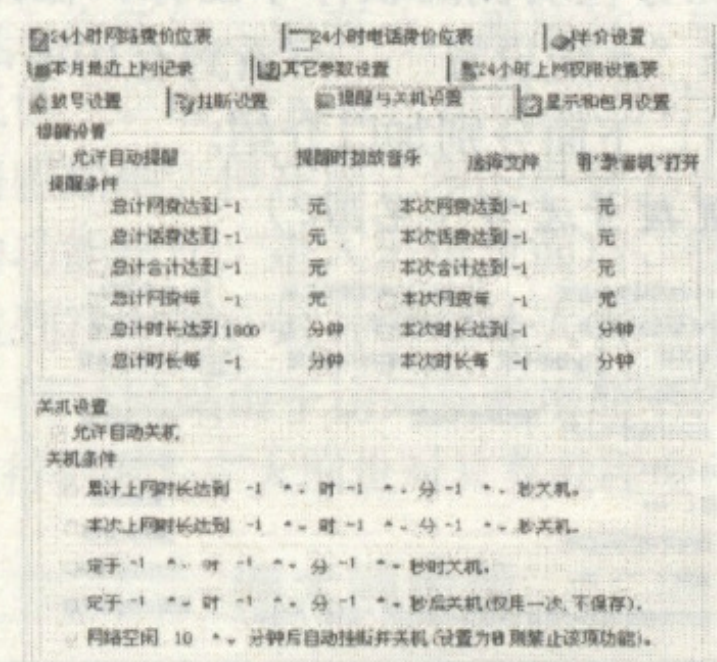 24小时网络费价位表 24小时电话费价位表 半价设置
本月最近上网记录 其它参数设置 24小时上网权限设置表
拨号设置 挂断设置 提醒与关机设置 显示和包月设置
提醒设置
允许自动提醒 提醒时播放音乐 选择文件 用“录音机”打开
提醒条件
总计网费达到 -1 元 本次网费达到 -1 元
总计话费达到 -1 元 本次话费达到 -1 元
总计合计达到 -1 元 本次合计达到 -1 元
总计网费每 -1 元 本次网费每 -1 元
总计时长达到 1800 分钟 本次时长达到 -1 分钟
总计时长每 -1 分钟 本次时长每 -1 分钟
关机设置
允许自动关机
关机条件
累计上网时长达到 -1 时 -1 分 -1 秒关机。
本次上网时长达到 -1 时 -1 分 -1 秒关机。
定于 -1 时 -1 分 -1 秒时关机。
定于 -1 时 -1 分 -1 秒后关机(仅用一次,不保存)。
网络空闲 10 分钟后自动挂断并关机(设置为0则禁止该项功能)。